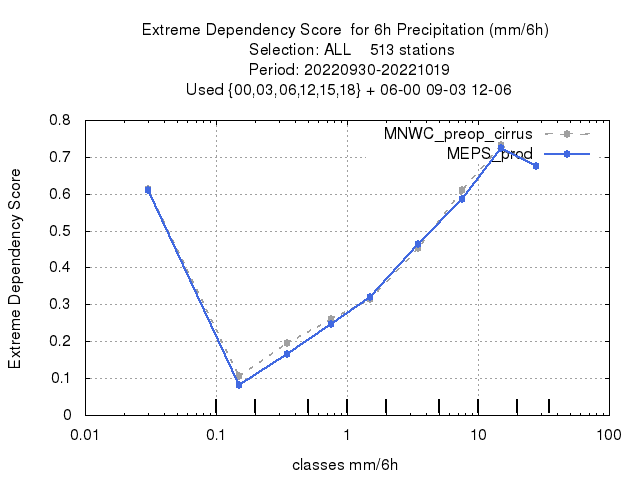 Extreme Dependency Score  for 6h Precipitation (mm/6h)
Selection: ALL    513 stations
Period: 20220930-20221019
Used {00,03,06,12,15,18} + 06-00 09-03 12-06
MNWC_preop_cirrus
MEPS_prod
Extreme Dependency Score
0.8
0.7
0.6
0.5
0.4
0.3
0.2
0.1
0
0.01 0.1 1 10 100
classes mm/6h